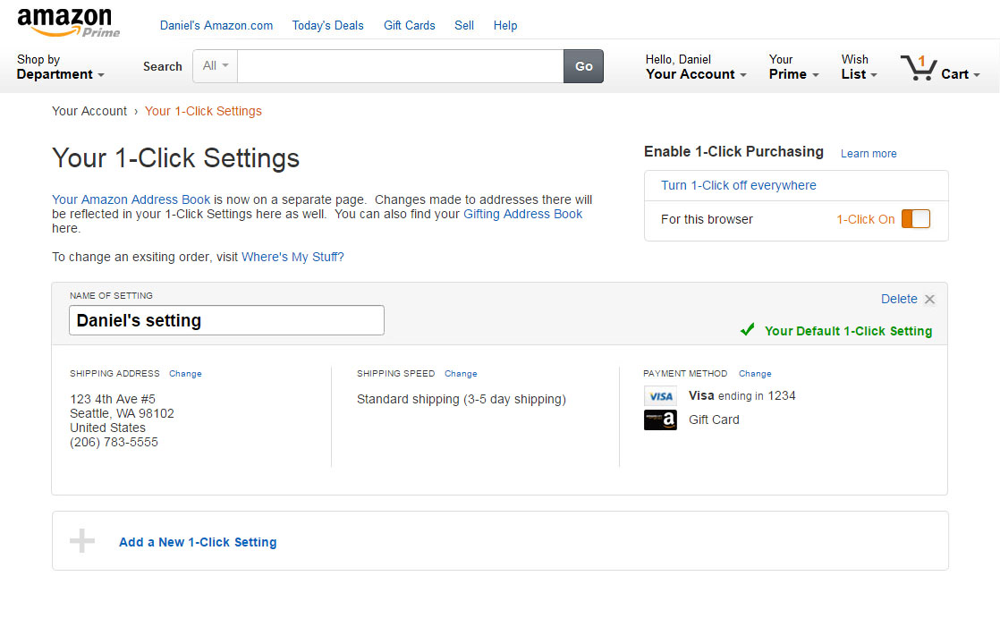 amazon
Prime
Daniel's Amazon.com Today's Deals Gift Cards Sell Help
Shop by
Department
Search All Go
Hello, Daniel
Your Account
Your
Prime
Wish
List
1
Cart
Your Account › Your 1-Click Settings
Your 1-Click Settings
Your Amazon Address Book is now on a separate page. Changes made to addresses there will
be reflected in your 1-Click Settings here as well. You can also find your Gifting Address Book
here.
To change an exsiting order, visit Where's My Stuff?
Enable 1-Click Purchasing Learn more
Turn 1-Click off everywhere
For this browser 1-Click On
NAME OF SETTING
Daniel's setting
Delete
Your Default 1-Click Setting
SHIPPING ADDRESS Change
123 4th Ave #5
Seattle, WA 98102
United States
(206) 783-5555
SHIPPING SPEED Change
Standard shipping (3-5 day shipping)
PAYMENT METHOD Change
VISA Visa ending in 1234
a Gift Card
Add a New 1-Click Setting